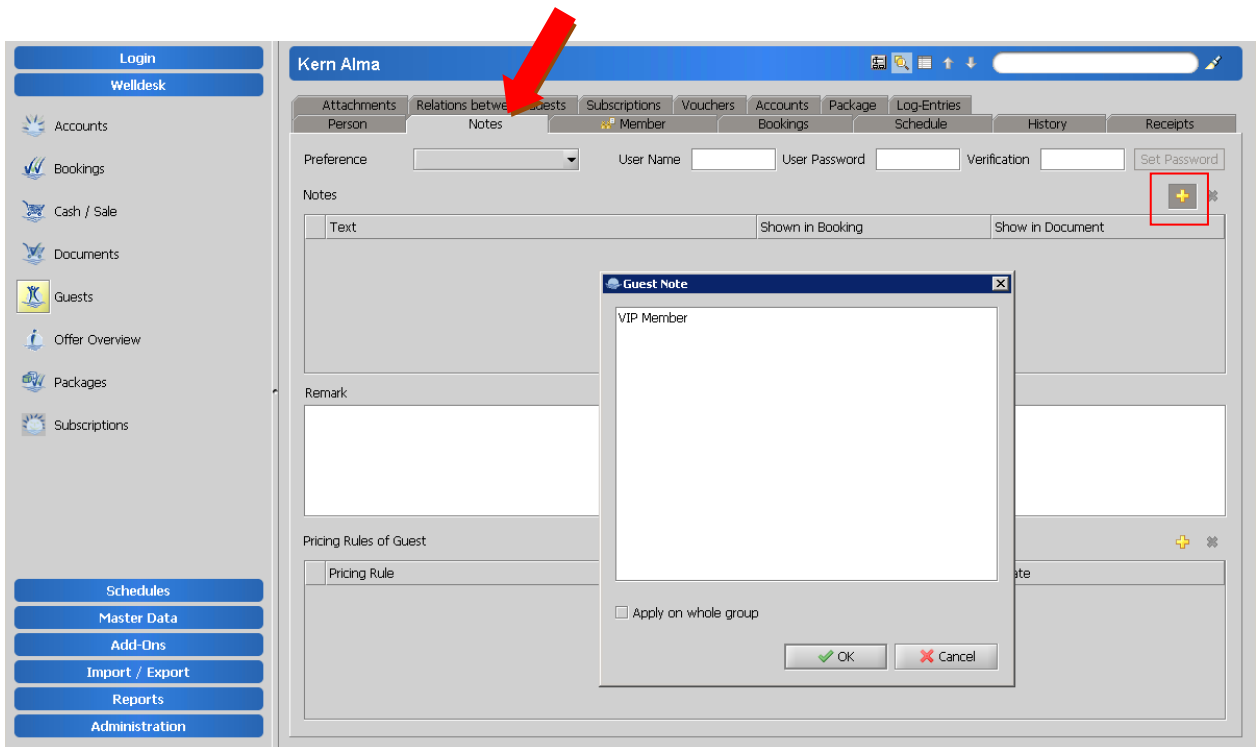 Login
Welldesk
Accounts
Bookings
Cash / Sale
Documents
Guests
Offer Overview
Packages
Subscriptions
Schedules
Master Data
Add-Ons
Import / Export
Reports
Administration
Kern Alma
Attachments Relations betwe uests Subscriptions Vouchers Accounts Package Log-Entries
Person Notes Member Bookings Schedule History Receipts
Preference User Name User Password Verification Set Password
Notes
Text Shown in Booking Show in Document
Guest Note
VIP Member
Apply on whole group
OK Cancel
Remark
Pricing Rules of Guest
Pricing Rule ate